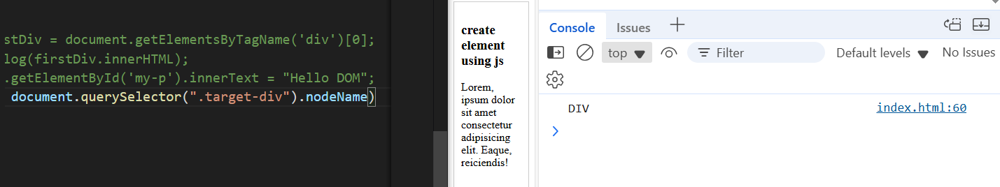 stDiv = document.getElementsByTagName('div')[0];
log(firstDiv.innerHTML);
.getElementById('my-p').innerText = "Hello DOM";
document.querySelector(".target-div").nodeName)
create
element
using js
Lorem,
ipsum dolor
sit amet
consectetur
adipisicing
elit. Eaque,
reiciendis!
Console Issues
top Filter Default levels No Issues
DIV index.html:60